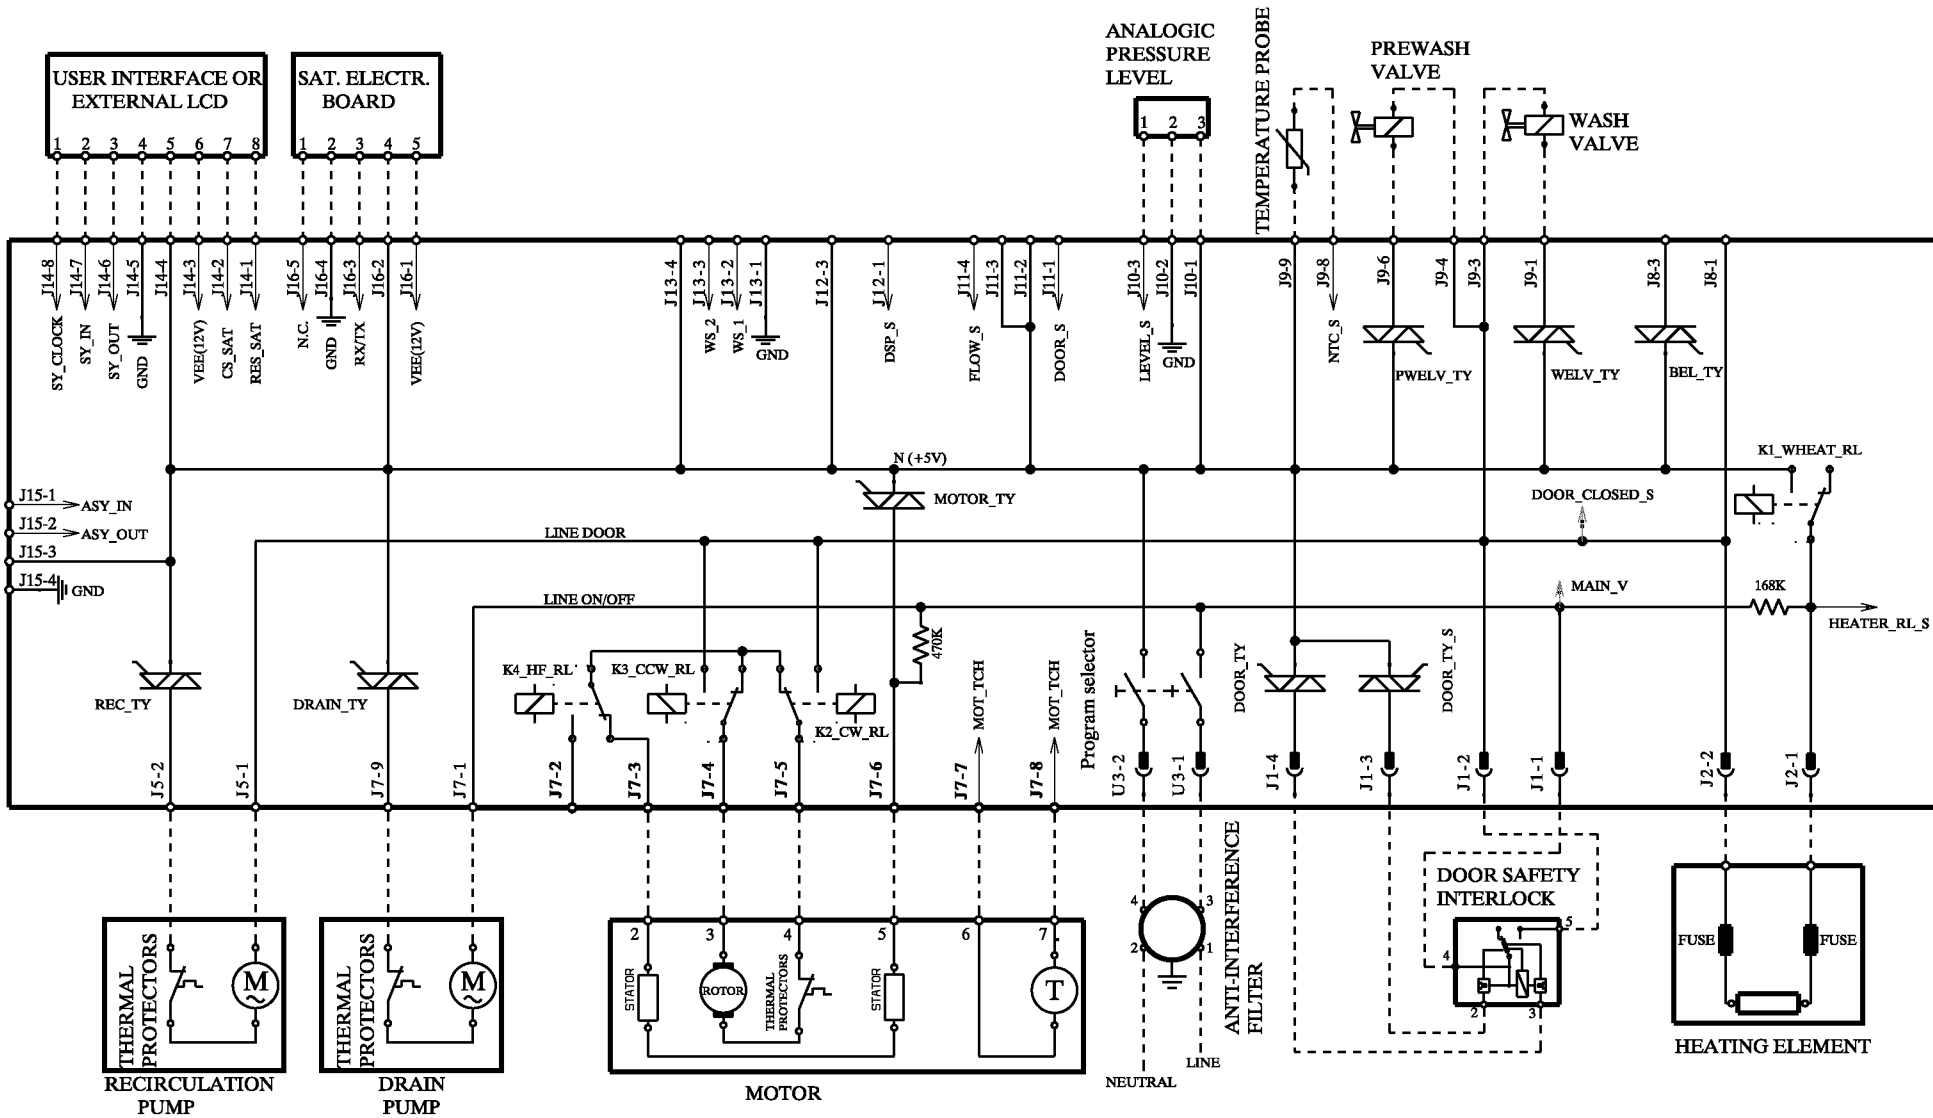 ANALOGIC
PRESSURE
LEVEL
TEMPERATURE PROBE
PREWASH
VALVE
WASH
VALVE
USER INTERFACE OR
EXTERNAL LCD
1 2 3 4 5 6 7 8
SAT. ELECTR.
BOARD
1 2 3 4 5
1 2 3
J14-8
J14-7
J14-6
J14-5
J14-4
J14-3
J14-2
J14-1
J16-5
J16-4
J16-3
J16-2
J16-1
J13-4
J13-3
J13-2
J13-1
J12-3
J12-1
J11-4
J11-3
J11-2
J11-1
J10-3
J10-2
J10-1
J9-9
J9-8
J9-6
J9-4
J9-3
J9-1
J8-3
J8-1
SY_CLOCK
SY_IN
SY_OUT
GND
VEE(12V)
CS_SAT
RES_SAT
N.C.
GND
RX/TX
VEE(12V)
WS_2
WS_1
GND
DSP_S
FLOW_S
DOOR_S
LEVEL_S
GND
NTC_S
PWELV_TY
WELV_TY
BEL_TY
N (+5V)
K1_WHEAT_RL
J15-1
ASY_IN
J15-2
ASY_OUT
J15-3
J15-4
GND
MOTOR_TY
DOOR_CLOSED_S
LINE DOOR
LINE ON/OFF
MAIN_V
168K
HEATER_RL_S
470K
REC_TY
DRAIN_TY
K4_HF_RL
K3_CCW_RL
K2_CW_RL
MOT_TCH
MOT_TCH
Program selector
DOOR_TY
DOOR_TY_S
J5-2
J5-1
J7-9
J7-1
J7-2
J7-3
J7-4
J7-5
J7-6
J7-7
J7-8
U3-2
U3-1
J1-4
J1-3
J1-2
J1-1
J2-2
J2-1
THERMAL
PROTECTORS
M
RECIRCULATION
PUMP
THERMAL
PROTECTORS
M
DRAIN
PUMP
2 3 4 5 6 7
STATOR
ROTOR
THERMAL
PROTECTORS
STATOR
T
MOTOR
4 3
2 1
ANTI-INTERFERENCE
FILTER
NEUTRAL
LINE
DOOR SAFETY
INTERLOCK
5
4
2 3
FUSE
FUSE
HEATING ELEMENT